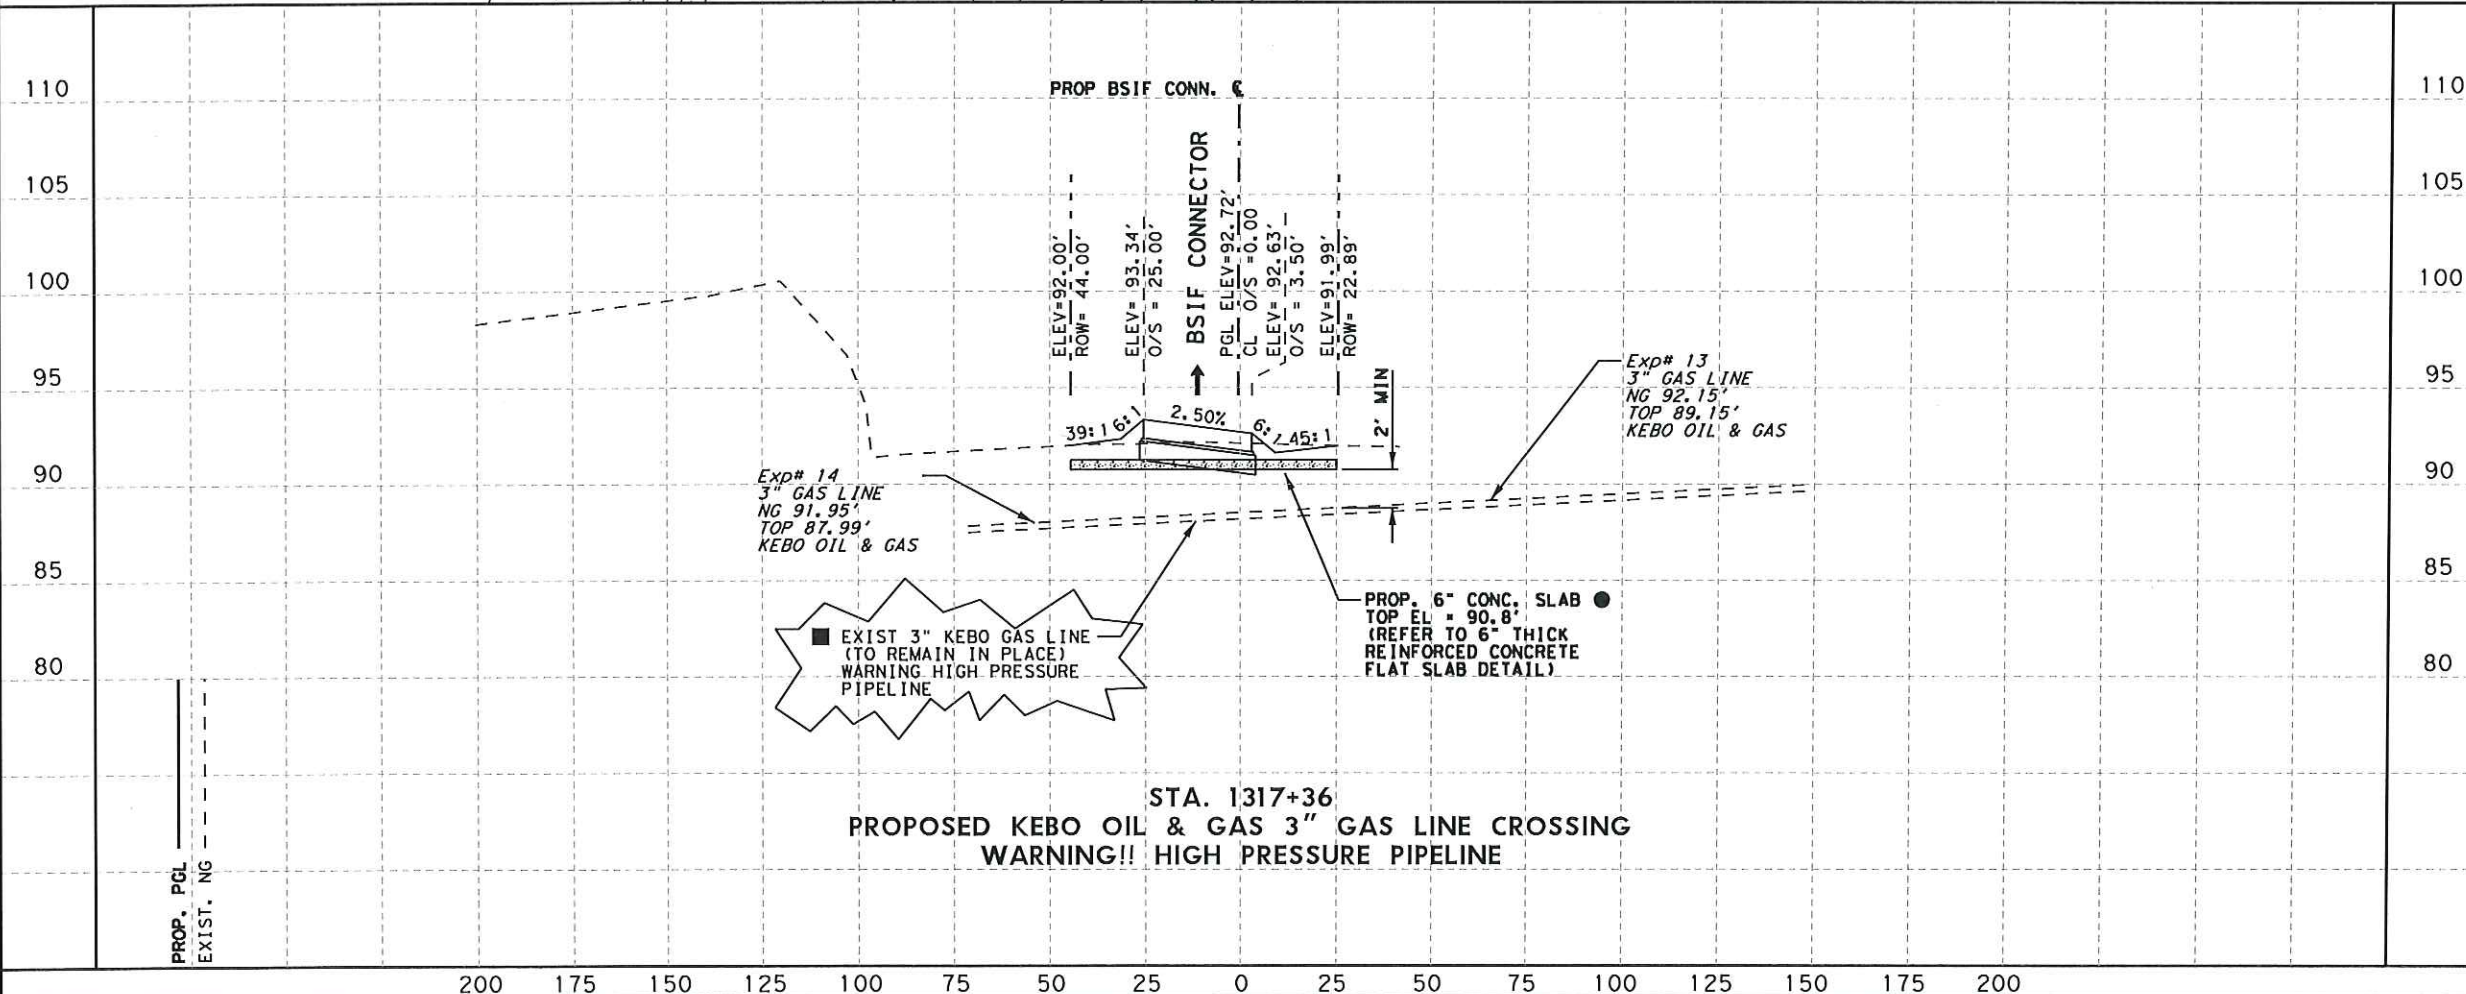 PROP BSIF CONN. ℄
110
105
100
95
90
85
80
110
105
100
95
90
85
80
ELEV=92.00'
ROW= 44.00'
ELEV= 93.34'
O/S = 25.00'
BSIF CONNECTOR
PGL ELEV=92.72'
CL O/S =0.00
ELEV= 92.63'
O/S = 3.50'
ELEV=91.99'
ROW= 22.89'
39:1
6:1
2.50%
6:1
45:1
2' MIN
Exp# 13
3" GAS LINE
NG 92.15'
TOP 89.15'
KEBO OIL & GAS
Exp# 14
3" GAS LINE
NG 91.95'
TOP 87.99'
KEBO OIL & GAS
EXIST 3" KEBO GAS LINE
(TO REMAIN IN PLACE)
WARNING HIGH PRESSURE
PIPELINE
PROP. 6" CONC. SLAB
TOP EL = 90.8'
(REFER TO 6" THICK
REINFORCED CONCRETE
FLAT SLAB DETAIL)
PROP. PGL
EXIST. NG
STA. 1317+36
PROPOSED KEBO OIL & GAS 3" GAS LINE CROSSING
WARNING!! HIGH PRESSURE PIPELINE
200 175 150 125 100 75 50 25 0 25 50 75 100 125 150 175 200